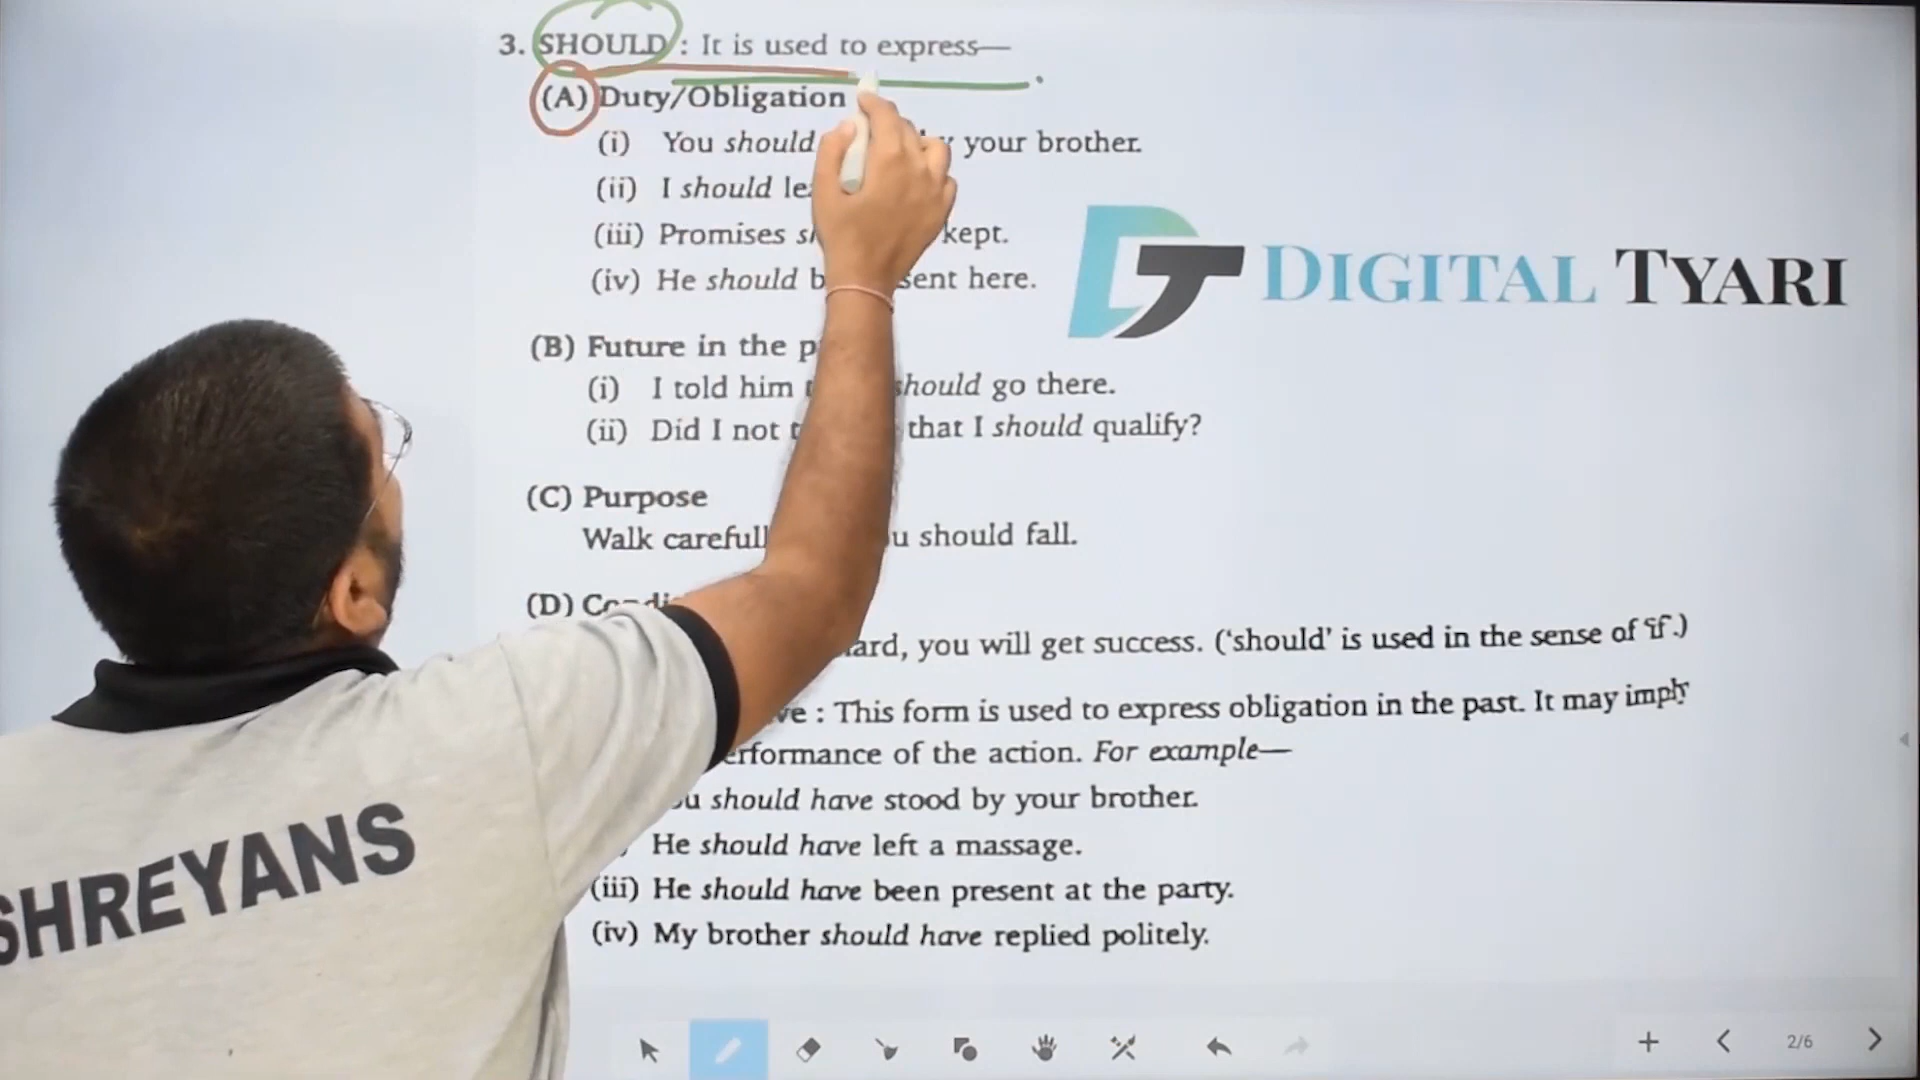 3. SHOULD : It is used to express—
(A) Duty/Obligation
(i) You should your brother.
(ii) I should
(iii) Promises kept.
(iv) He should here.
DIGITAL TYARI
(B) Future in the
(i) I told him should go there.
(ii) Did I not that I should qualify?
(C) Purpose
Walk should fall.
(D)
you will get success. ('should' is used in the sense of 'if'.)
: This form is used to express obligation in the past. It may imply
of the action. For example—
should have stood by your brother.
He should have left a massage.
(iii) He should have been present at the party.
(iv) My brother should have replied politely.
SHREYANS
2/6